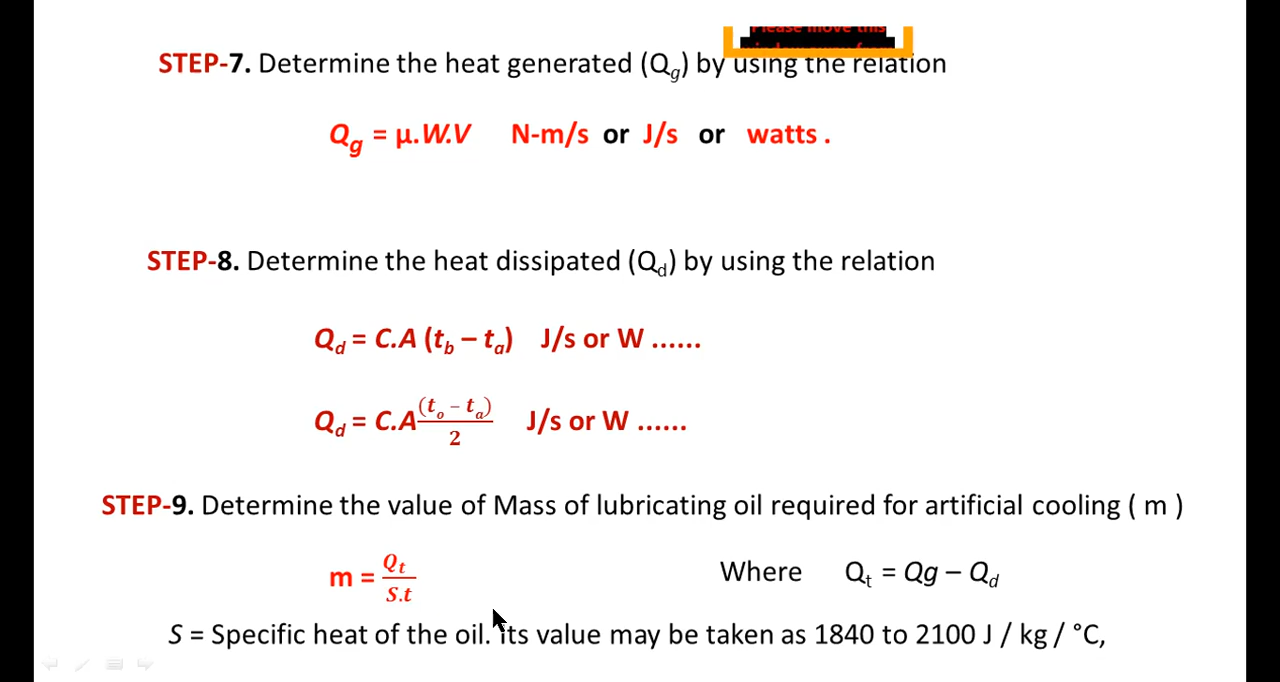 Please move this
STEP-7. Determine the heat generated (Qg) by using the relation
Qg = μ.W.V N-m/s or J/s or watts .
STEP-8. Determine the heat dissipated (Qd) by using the relation
Qd = C.A (tb – ta) J/s or W ......
Qd = C.A (to – ta)/2 J/s or W ......
STEP-9. Determine the value of Mass of lubricating oil required for artificial cooling ( m )
m = Qt/S.t Where Qt = Qg – Qd
S = Specific heat of the oil. Its value may be taken as 1840 to 2100 J / kg / °C,